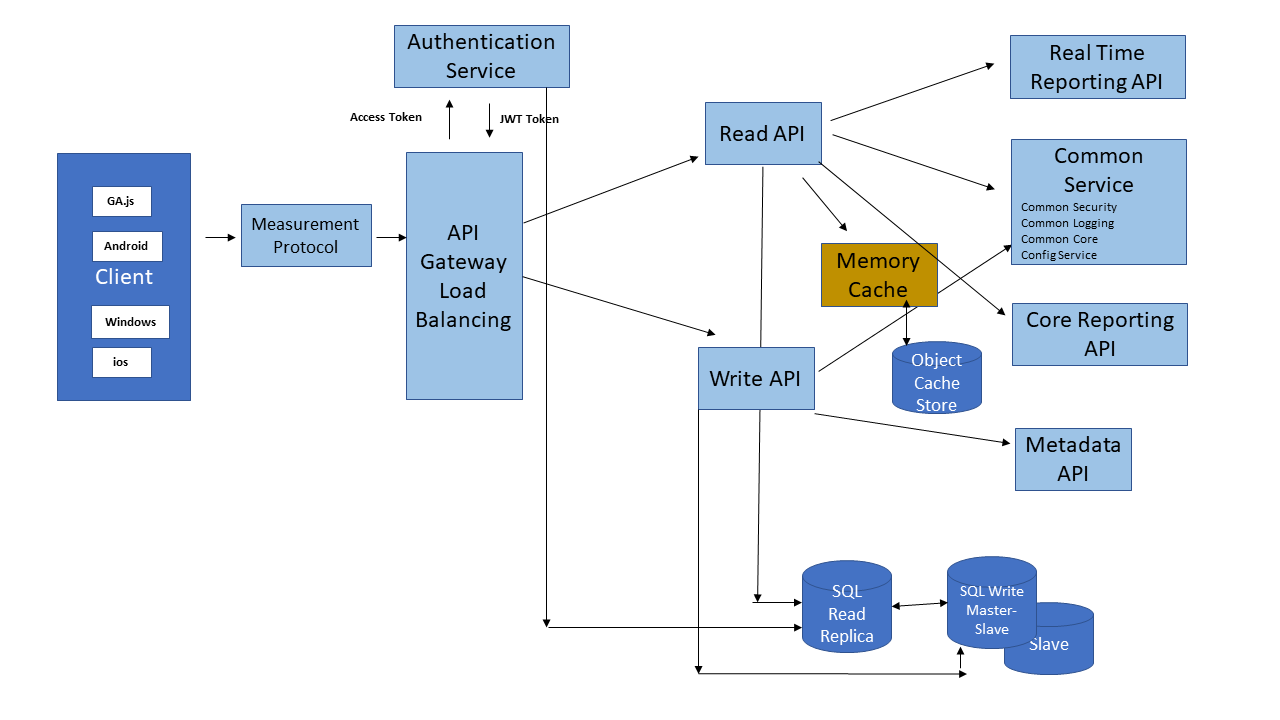 Authentication
Service
Access Token
JWT Token
GA.js
Android
Client
Windows
ios
Measurement
Protocol
API
Gateway
Load
Balancing
Read API
Write API
Memory
Cache
Object
Cache
Store
Real Time
Reporting API
Common
Service
Common Security
Common Logging
Common Core
Config Service
Core Reporting
API
Metadata
API
SQL
Read
Replica
SQL Write
Master-
Slave
Slave